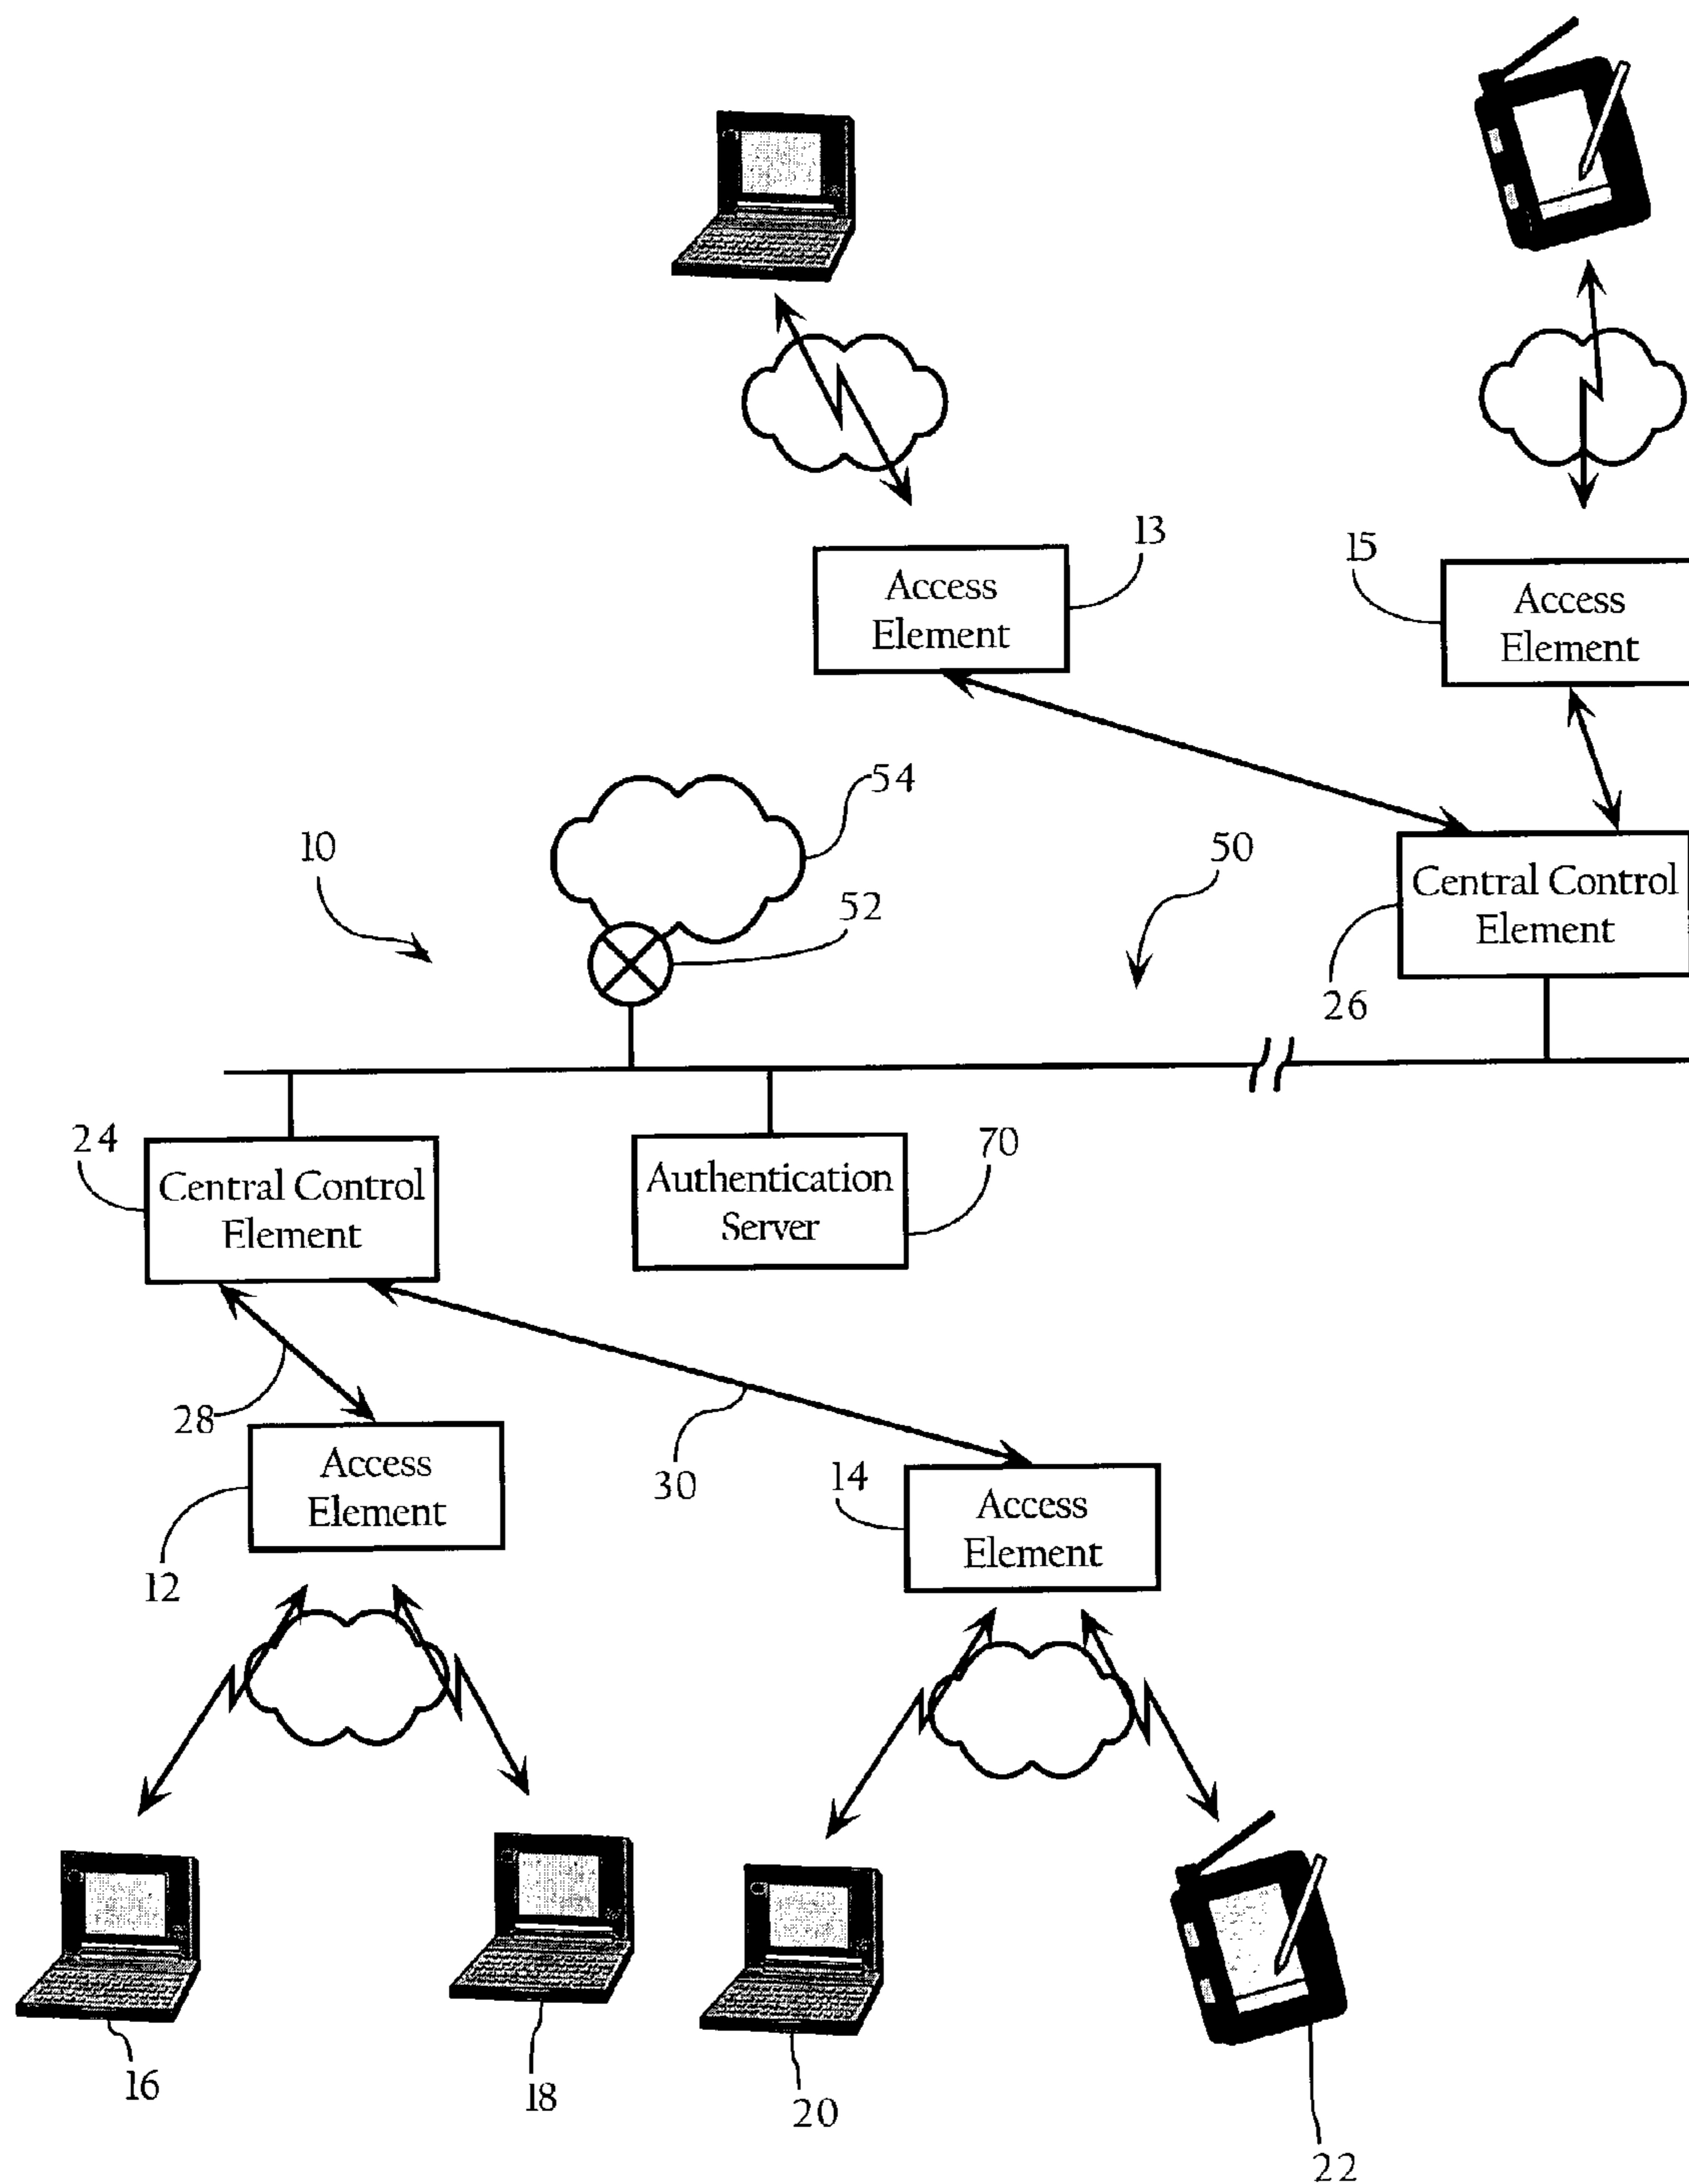 13
15
Access
Element
Access
Element
54
10
50
52
Central Control
Element
26
24
70
Central Control
Element
Authentication
Server
28
30
14
Access
Element
Access
Element
12
16
18
20
22